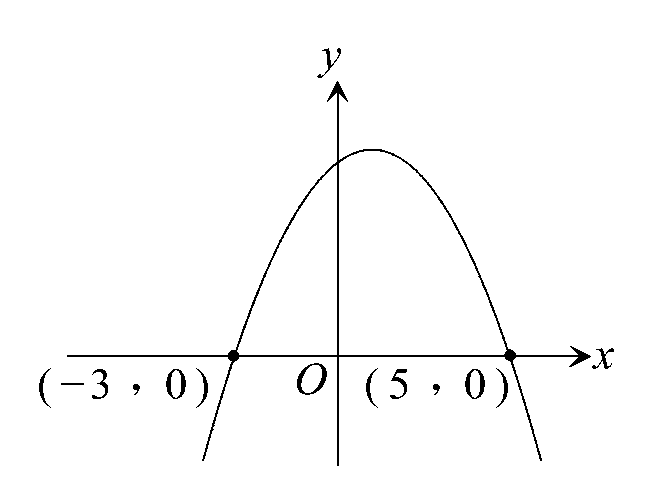 y
x
(−3 , 0)
O
(5 , 0)